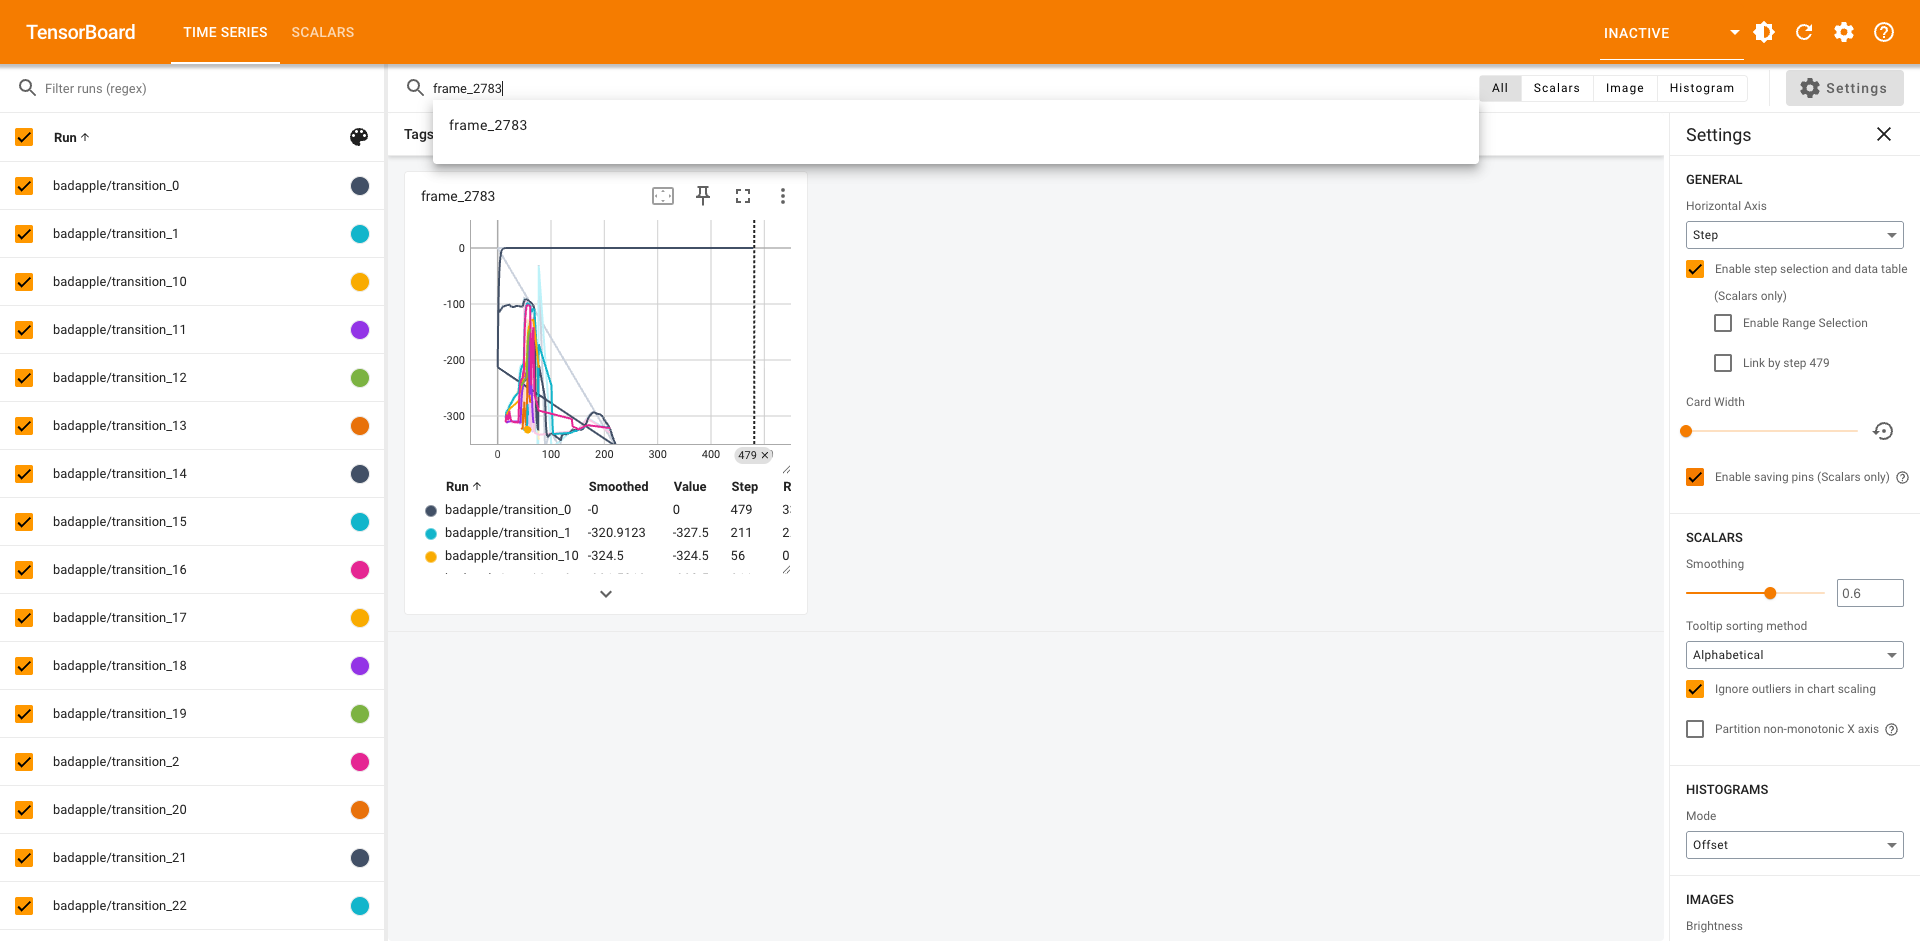 TensorBoard TIME SERIES SCALARS INACTIVE
Filter runs (regex)
frame_2783
All Scalars Image Histogram
Settings
frame_2783
Run
Tags
Settings
badapple/transition_0
badapple/transition_1
badapple/transition_10
badapple/transition_11
badapple/transition_12
badapple/transition_13
badapple/transition_14
badapple/transition_15
badapple/transition_16
badapple/transition_17
badapple/transition_18
badapple/transition_19
badapple/transition_2
badapple/transition_20
badapple/transition_21
badapple/transition_22
frame_2783
0
-100
-200
-300
0 100 200 300 400 479
Run Smoothed Value Step R
badapple/transition_0 -0 0 479 3
badapple/transition_1 -320.9123 -327.5 211 2
badapple/transition_10 -324.5 -324.5 56 0
GENERAL
Horizontal Axis
Step
Enable step selection and data table
(Scalars only)
Enable Range Selection
Link by step 479
Card Width
Enable saving pins (Scalars only)
SCALARS
Smoothing
0.6
Tooltip sorting method
Alphabetical
Ignore outliers in chart scaling
Partition non-monotonic X axis
HISTOGRAMS
Mode
Offset
IMAGES
Brightness